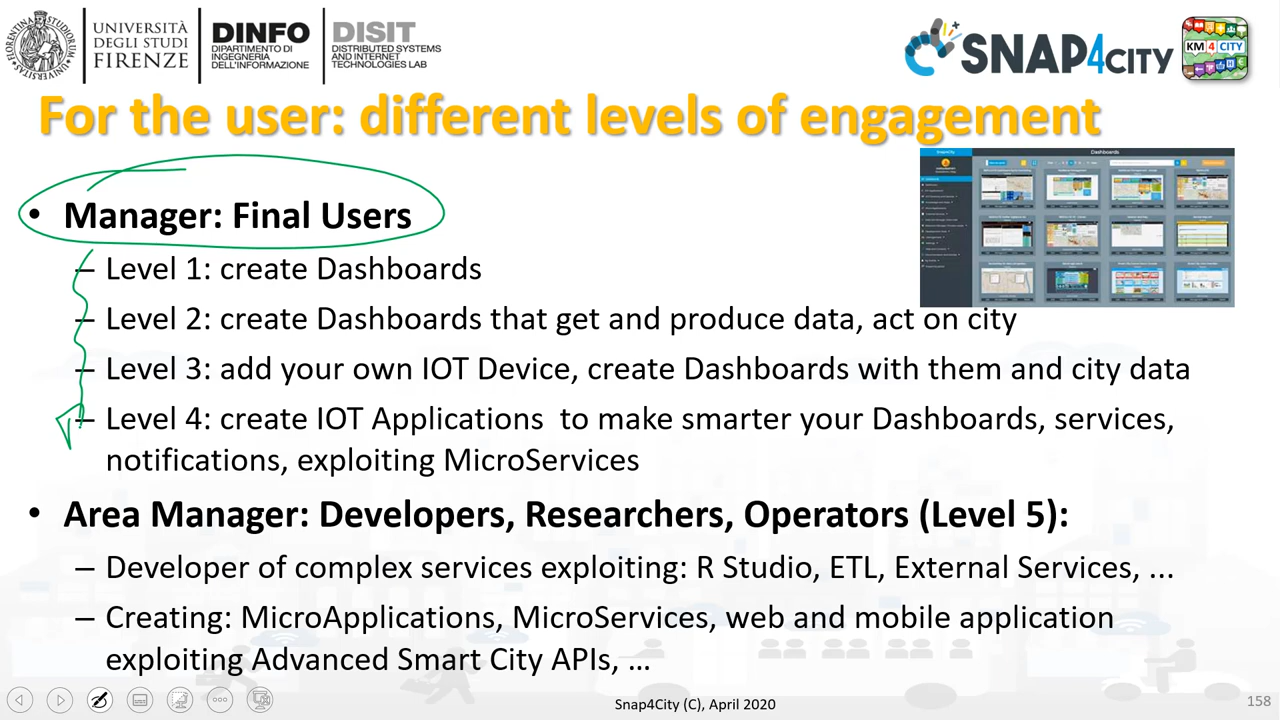 UNIVERSITÀ
DEGLI STUDI
FIRENZE
DINFO
DIPARTIMENTO DI
INGEGNERIA
DELL'INFORMAZIONE
DISIT
DISTRIBUTED SYSTEMS
AND INTERNET
TECHNOLOGIES LAB
SNAP4CITY
KM4CITY
For the user: different levels of engagement
Dashboards
• Manager: Final Users
– Level 1: create Dashboards
– Level 2: create Dashboards that get and produce data, act on city
– Level 3: add your own IOT Device, create Dashboards with them and city data
– Level 4: create IOT Applications to make smarter your Dashboards, services,
notifications, exploiting MicroServices
• Area Manager: Developers, Researchers, Operators (Level 5):
– Developer of complex services exploiting: R Studio, ETL, External Services, ...
– Creating: MicroApplications, MicroServices, web and mobile application
exploiting Advanced Smart City APIs, ...
Snap4City (C), April 2020
158